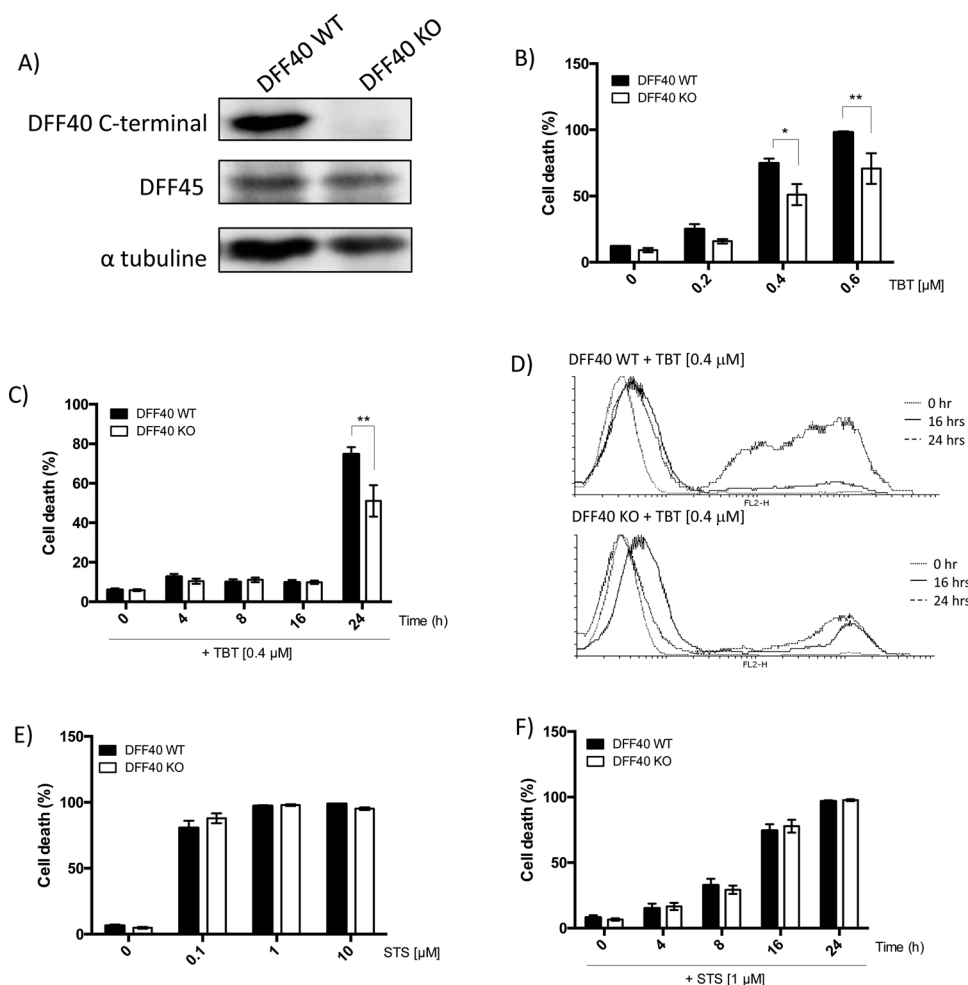 A)
DFF40 WT
DFF40 KO
DFF40 C-terminal
DFF45
α tubuline
B)
150
100
50
0
Cell death (%)
DFF40 WT
DFF40 KO
*
**
0
0.2
0.4
0.6
TBT [µM]
C)
100
80
60
40
20
0
Cell death (%)
DFF40 WT
DFF40 KO
**
0
4
8
16
24
Time (h)
+ TBT [0.4 µM]
D)
DFF40 WT + TBT [0.4 µM]
0 hr
16 hrs
24 hrs
FL2-H
DFF40 KO + TBT [0.4 µM]
0 hr
16 hrs
24 hrs
FL2-H
E)
150
100
50
0
Cell death (%)
DFF40 WT
DFF40 KO
0
0.1
1
10
STS [µM]
F)
150
100
50
0
Cell death (%)
DFF40 WT
DFF40 KO
0
4
8
16
24
Time (h)
+ STS [1 µM]